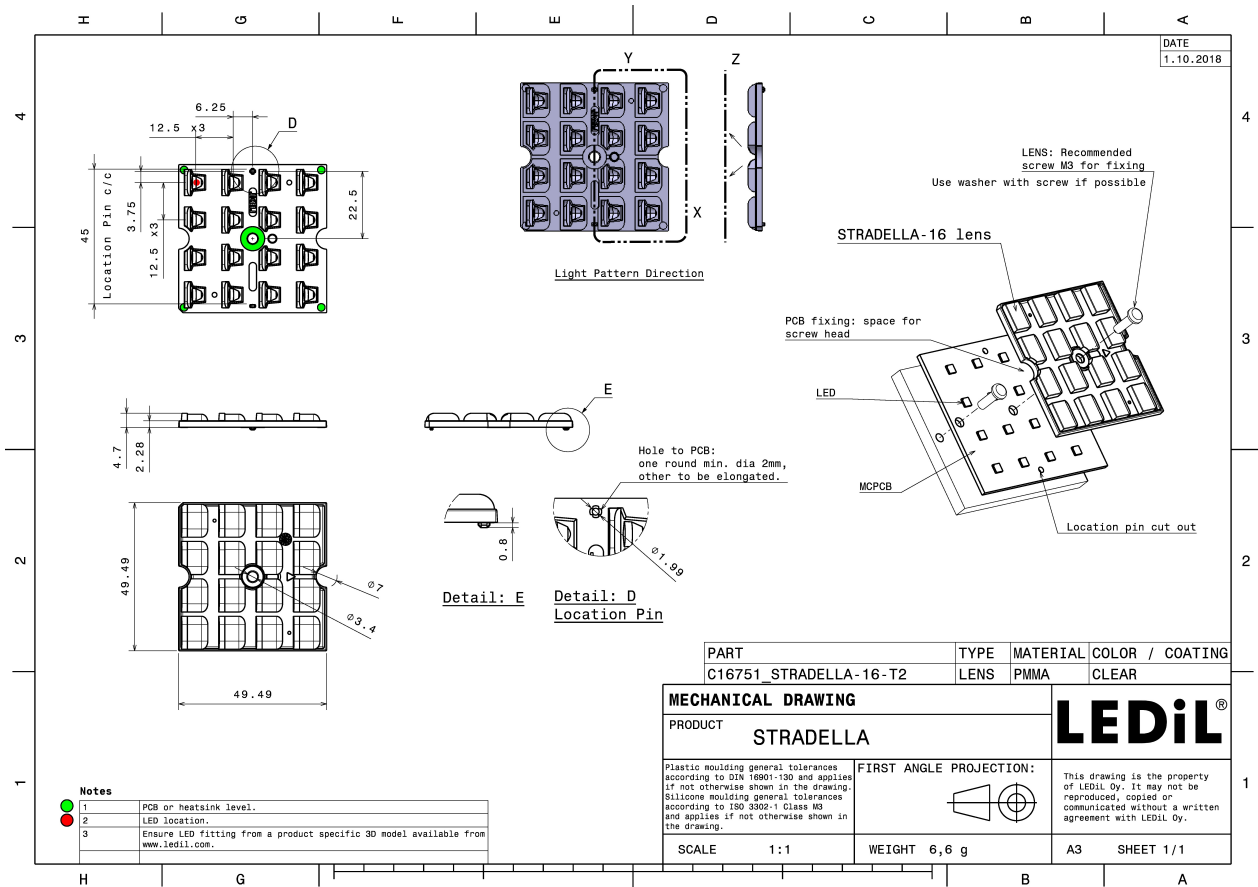 H G F E D C B A
DATE
1.10.2018
4
4
3
3
2
2
1
1
6.25
12.5 x3
D
45
Location Pin c/c
3.75
12.5 x3
22.5
Y
Z
X
Light Pattern Direction
LENS: Recommended
screw M3 for fixing
Use washer with screw if possible
STRADELLA-16 lens
PCB fixing: space for
screw head
LED
MCPCB
Location pin cut out
4.7
2.28
E
Hole to PCB:
one round min. dia 2mm,
other to be elongated.
0.8
Ø1.99
Detail: E
Detail: D
Location Pin
49.49
Ø7
Ø3.4
49.49
PART TYPE MATERIAL COLOR / COATING
C16751_STRADELLA-16-T2 LENS PMMA CLEAR
MECHANICAL DRAWING
PRODUCT
STRADELLA
LEDiL®
Plastic moulding general tolerances
according to DIN 16901-130 and applies
if not otherwise shown in the drawing.
Silicone moulding general tolerances
according to ISO 3302-1 Class M3
and applies if not otherwise shown in
the drawing.
FIRST ANGLE PROJECTION:
This drawing is the property
of LEDiL Oy. It may not be
reproduced, copied or
communicated without a written
agreement with LEDiL Oy.
SCALE 1:1
WEIGHT 6,6 g
A3 SHEET 1/1
Notes
1 PCB or heatsink level.
2 LED location.
3 Ensure LED fitting from a product specific 3D model available from
www.ledil.com.
H G B A